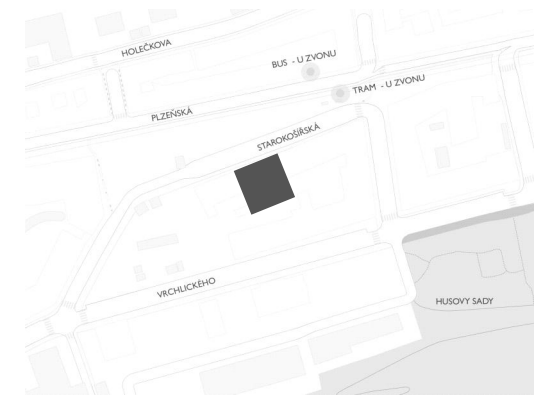 HOLEČKOVA
BUS - U ZVONU
TRAM - U ZVONU
PLZEŇSKÁ
STAROKOŠÍŘSKÁ
VRCHLICKÉHO
HUSOVY SADY